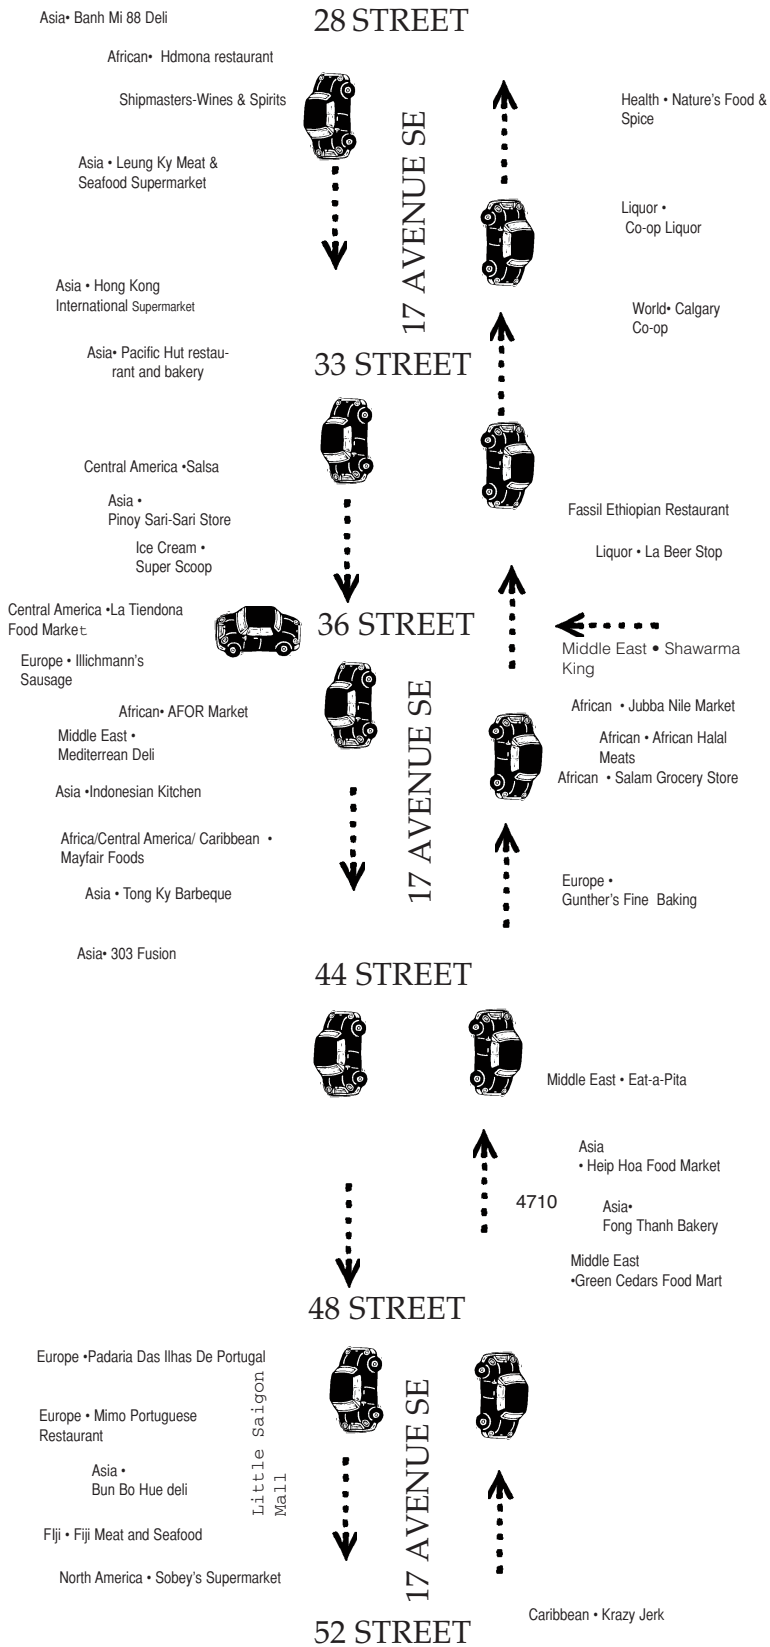 Asia• Banh Mi 88 Deli
28 STREET
African•  Hdmona restaurant
Shipmasters-Wines & Spirits
Health • Nature's Food &
Spice
Asia • Leung Ky Meat &
Seafood Supermarket
17 AVENUE SE
Liquor •
Co-op Liquor
Asia • Hong Kong
International Supermarket
World• Calgary
Co-op
Asia• Pacific Hut restau-
rant and bakery
33 STREET
Central America •Salsa
Asia •
Pinoy Sari-Sari Store
Fassil Ethiopian Restaurant
Ice Cream •
Super Scoop
Liquor • La Beer Stop
Central America •La Tiendona
Food Market
36 STREET
Middle East • Shawarma
King
Europe • Illichmann's
Sausage
African• AFOR Market
African  • Jubba Nile Market
Middle East •
Mediterrean Deli
African • African Halal
Meats
African  • Salam Grocery Store
17 AVENUE SE
Asia •Indonesian Kitchen
Africa/Central America/ Caribbean  •
Mayfair Foods
Asia • Tong Ky Barbeque
Europe •
Gunther's Fine  Baking
Asia• 303 Fusion
44 STREET
Middle East • Eat-a-Pita
Asia
• Heip Hoa Food Market
4710
Asia•
Fong Thanh Bakery
Middle East
•Green Cedars Food Mart
48 STREET
Europe •Padaria Das Ilhas De Portugal
Europe • Mimo Portuguese
Restaurant
Little Saigon
Mall
17 AVENUE SE
Asia •
Bun Bo Hue deli
FIji • Fiji Meat and Seafood
North America • Sobey's Supermarket
Caribbean • Krazy Jerk
52 STREET